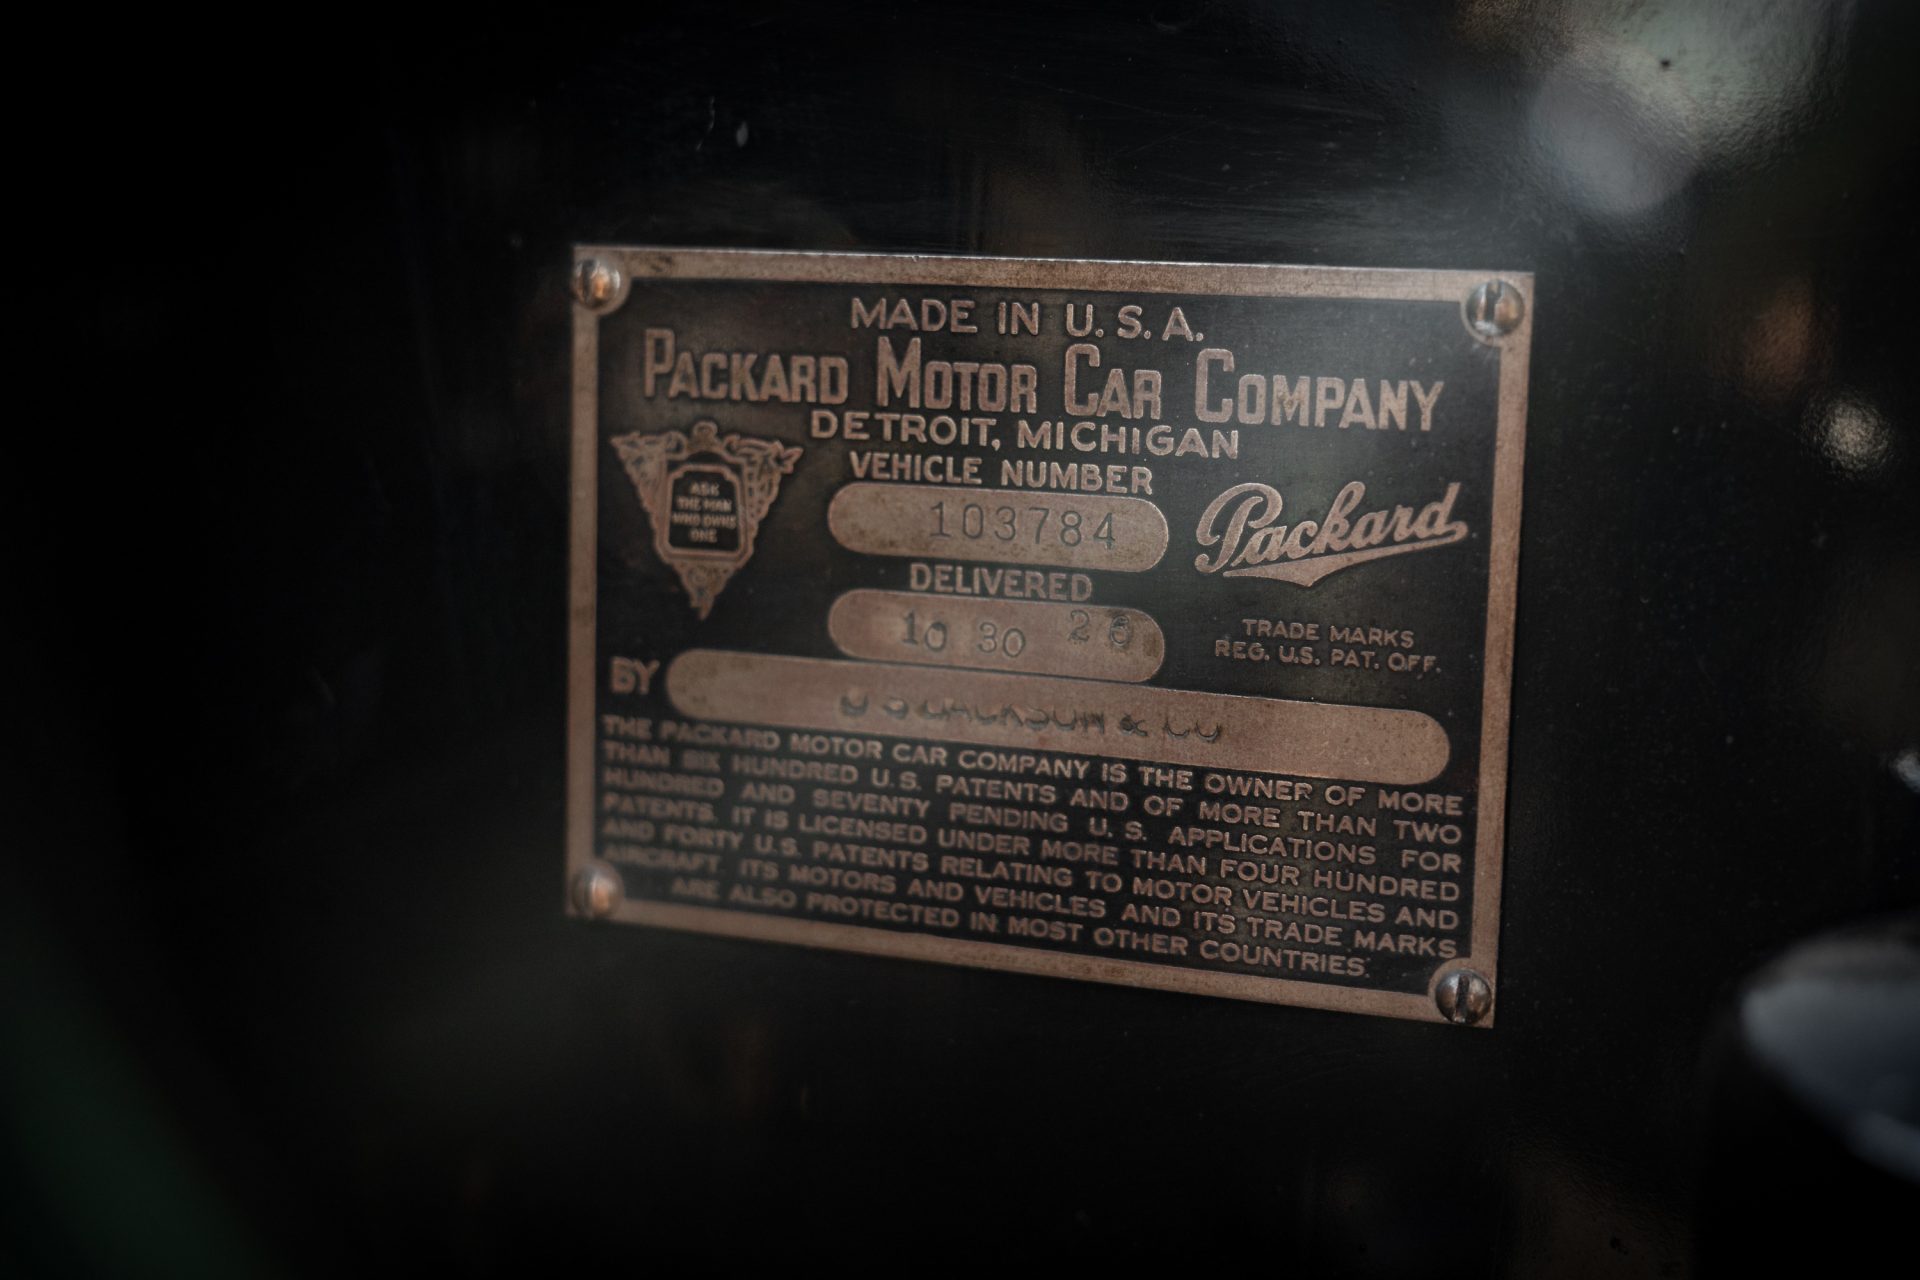 MADE IN U.S.A.
PACKARD MOTOR CAR COMPANY
DETROIT, MICHIGAN
VEHICLE NUMBER
103784
ASK
THE MAN
WHO OWNS
ONE
Packard
DELIVERED
10 30 26
TRADE MARKS
REG. U.S. PAT. OFF.
BY
JACKSON & CO
THE PACKARD MOTOR CAR COMPANY IS THE OWNER OF MORE
THAN SIX HUNDRED U.S. PATENTS AND OF MORE THAN TWO
HUNDRED AND SEVENTY PENDING U.S. APPLICATIONS FOR
PATENTS. IT IS LICENSED UNDER MORE THAN FOUR HUNDRED
AND FORTY U.S. PATENTS RELATING TO MOTOR VEHICLES AND
AIRCRAFT. ITS MOTORS AND VEHICLES AND ITS TRADE MARKS
ARE ALSO PROTECTED IN MOST OTHER COUNTRIES.